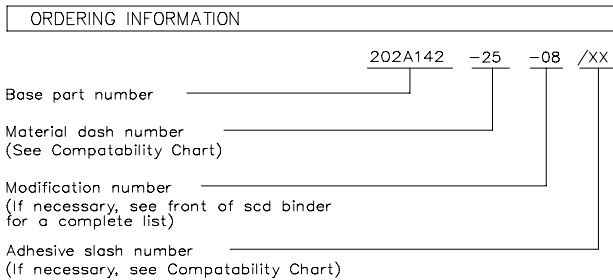 ORDERING INFORMATION
202A142 -25 -08 /XX
Base part number
Material dash number
(See Compatability Chart)
Modification number
(If necessary, see front of scd binder
for a complete list)
Adhesive slash number
(If necessary, see Compatability Chart)